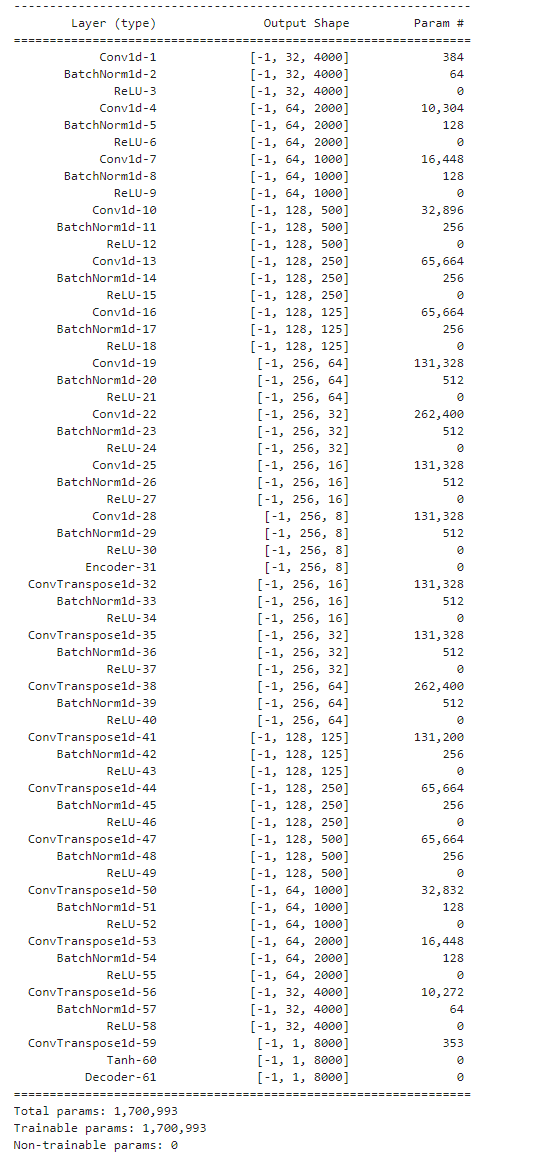 ----------------------------------------------------------------
Layer (type) Output Shape Param #
================================================================
Conv1d-1 [-1, 32, 4000] 384
BatchNorm1d-2 [-1, 32, 4000] 64
ReLU-3 [-1, 32, 4000] 0
Conv1d-4 [-1, 64, 2000] 10,304
BatchNorm1d-5 [-1, 64, 2000] 128
ReLU-6 [-1, 64, 2000] 0
Conv1d-7 [-1, 64, 1000] 16,448
BatchNorm1d-8 [-1, 64, 1000] 128
ReLU-9 [-1, 64, 1000] 0
Conv1d-10 [-1, 128, 500] 32,896
BatchNorm1d-11 [-1, 128, 500] 256
ReLU-12 [-1, 128, 500] 0
Conv1d-13 [-1, 128, 250] 65,664
BatchNorm1d-14 [-1, 128, 250] 256
ReLU-15 [-1, 128, 250] 0
Conv1d-16 [-1, 128, 125] 65,664
BatchNorm1d-17 [-1, 128, 125] 256
ReLU-18 [-1, 128, 125] 0
Conv1d-19 [-1, 256, 64] 131,328
BatchNorm1d-20 [-1, 256, 64] 512
ReLU-21 [-1, 256, 64] 0
Conv1d-22 [-1, 256, 32] 262,400
BatchNorm1d-23 [-1, 256, 32] 512
ReLU-24 [-1, 256, 32] 0
Conv1d-25 [-1, 256, 16] 131,328
BatchNorm1d-26 [-1, 256, 16] 512
ReLU-27 [-1, 256, 16] 0
Conv1d-28 [-1, 256, 8] 131,328
BatchNorm1d-29 [-1, 256, 8] 512
ReLU-30 [-1, 256, 8] 0
Encoder-31 [-1, 256, 8] 0
ConvTranspose1d-32 [-1, 256, 16] 131,328
BatchNorm1d-33 [-1, 256, 16] 512
ReLU-34 [-1, 256, 16] 0
ConvTranspose1d-35 [-1, 256, 32] 131,328
BatchNorm1d-36 [-1, 256, 32] 512
ReLU-37 [-1, 256, 32] 0
ConvTranspose1d-38 [-1, 256, 64] 262,400
BatchNorm1d-39 [-1, 256, 64] 512
ReLU-40 [-1, 256, 64] 0
ConvTranspose1d-41 [-1, 128, 125] 131,200
BatchNorm1d-42 [-1, 128, 125] 256
ReLU-43 [-1, 128, 125] 0
ConvTranspose1d-44 [-1, 128, 250] 65,664
BatchNorm1d-45 [-1, 128, 250] 256
ReLU-46 [-1, 128, 250] 0
ConvTranspose1d-47 [-1, 128, 500] 65,664
BatchNorm1d-48 [-1, 128, 500] 256
ReLU-49 [-1, 128, 500] 0
ConvTranspose1d-50 [-1, 64, 1000] 32,832
BatchNorm1d-51 [-1, 64, 1000] 128
ReLU-52 [-1, 64, 1000] 0
ConvTranspose1d-53 [-1, 64, 2000] 16,448
BatchNorm1d-54 [-1, 64, 2000] 128
ReLU-55 [-1, 64, 2000] 0
ConvTranspose1d-56 [-1, 32, 4000] 10,272
BatchNorm1d-57 [-1, 32, 4000] 64
ReLU-58 [-1, 32, 4000] 0
ConvTranspose1d-59 [-1, 1, 8000] 353
Tanh-60 [-1, 1, 8000] 0
Decoder-61 [-1, 1, 8000] 0
================================================================
Total params: 1,700,993
Trainable params: 1,700,993
Non-trainable params: 0